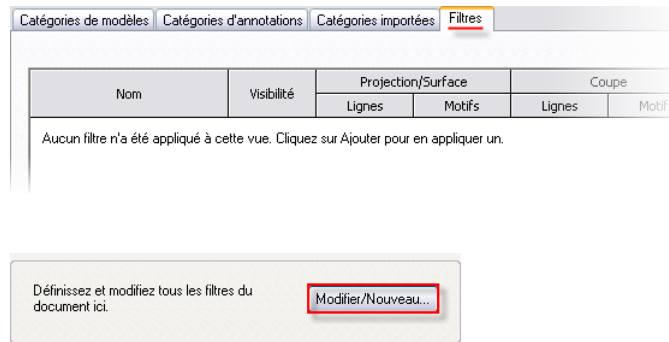 Catégories de modèles Catégories d'annotations Catégories importées Filtres
Nom Visibilité Projection/Surface Coupe
Lignes Motifs Lignes Motif
Aucun filtre n'a été appliqué à cette vue. Cliquez sur Ajouter pour en appliquer un.
Définissez et modifiez tous les filtres du
document ici.
Modifier/Nouveau...